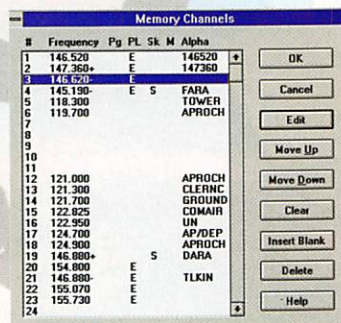 Memory Channels
# Frequency Pg PL Sk M Alpha
1 146.520 E 146520
2 147.360+ E 147360
3 146.620- E
4 145.190- E S FARA
5 118.300 TOWER
6 119.700 APROCH
7
8
9
10
11
12 121.000 APROCH
13 121.300 CLERNC
14 121.700 GROUND
15 122.825 COMAIR
16 122.950 UN
17 124.700 AP/DEP
18 124.900 APROCH
19 146.880+ S DARA
20 154.800 E
21 146.880- E TLKIN
22 155.070 E
23 155.730 E
24
OK
Cancel
Edit
Move Up
Move Down
Clear
Insert Blank
Delete
Help